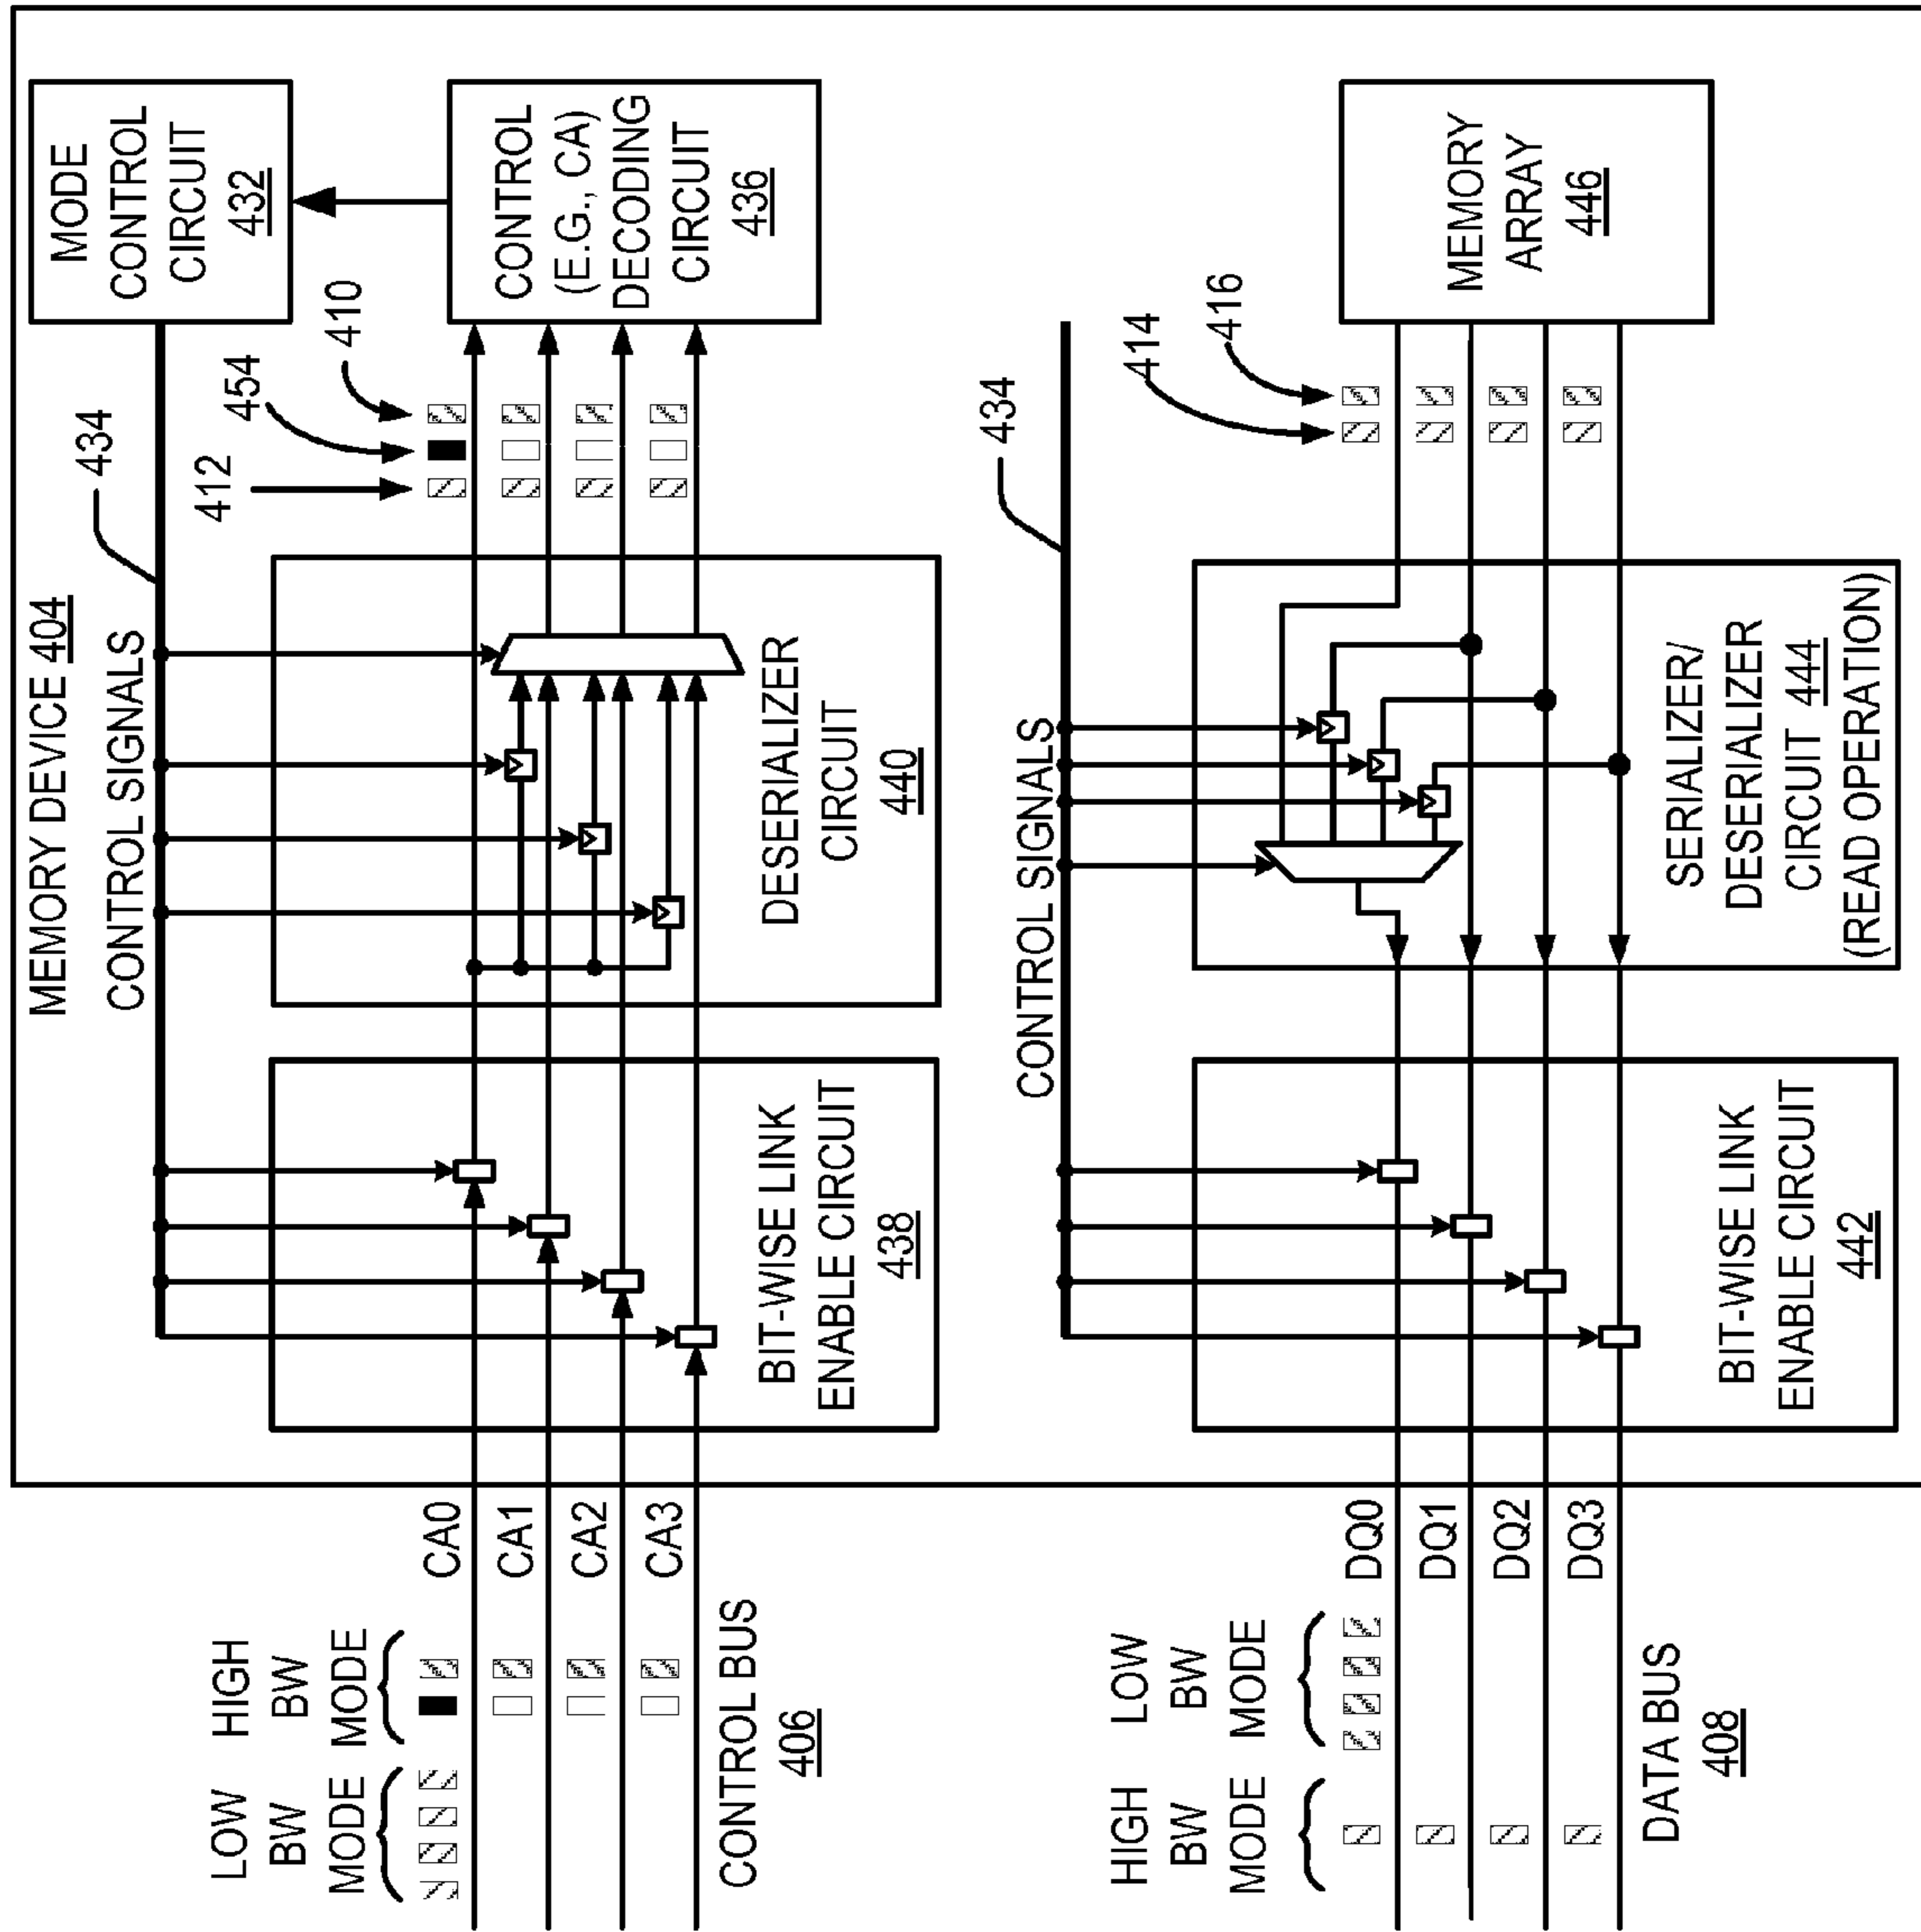 MEMORY DEVICE 404
CONTROL SIGNALS
434
MODE
CONTROL
CIRCUIT
432
412
454
410
CONTROL
(E.G., CA)
DECODING
CIRCUIT
436
LOW
BW
MODE
HIGH
BW
MODE
CA0
CA1
CA2
CA3
CONTROL BUS
406
BIT-WISE LINK
ENABLE CIRCUIT
438
DESERIALIZER
CIRCUIT
440
CONTROL SIGNALS
434
414
416
HIGH
BW
MODE
LOW
BW
MODE
DQ0
DQ1
DQ2
DQ3
DATA BUS
408
BIT-WISE LINK
ENABLE CIRCUIT
442
SERIALIZER/
DESERIALIZER
CIRCUIT 444
(READ OPERATION)
MEMORY
ARRAY
446